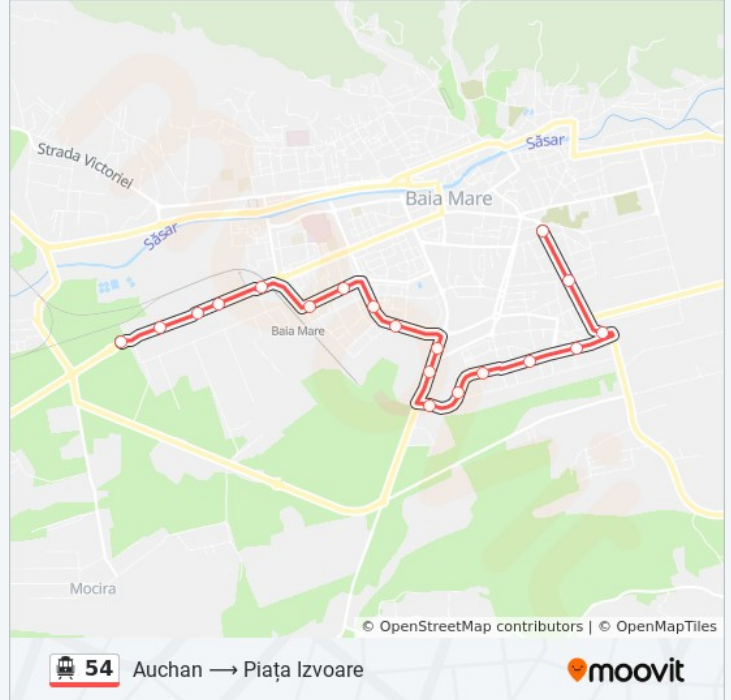 Strada Victoriei
Săsar
Baia Mare
Săsar
Baia Mare
Mocira
© OpenStreetMap contributors | © OpenMapTiles
54 Auchan ⟶ Piața Izvoare
moovit